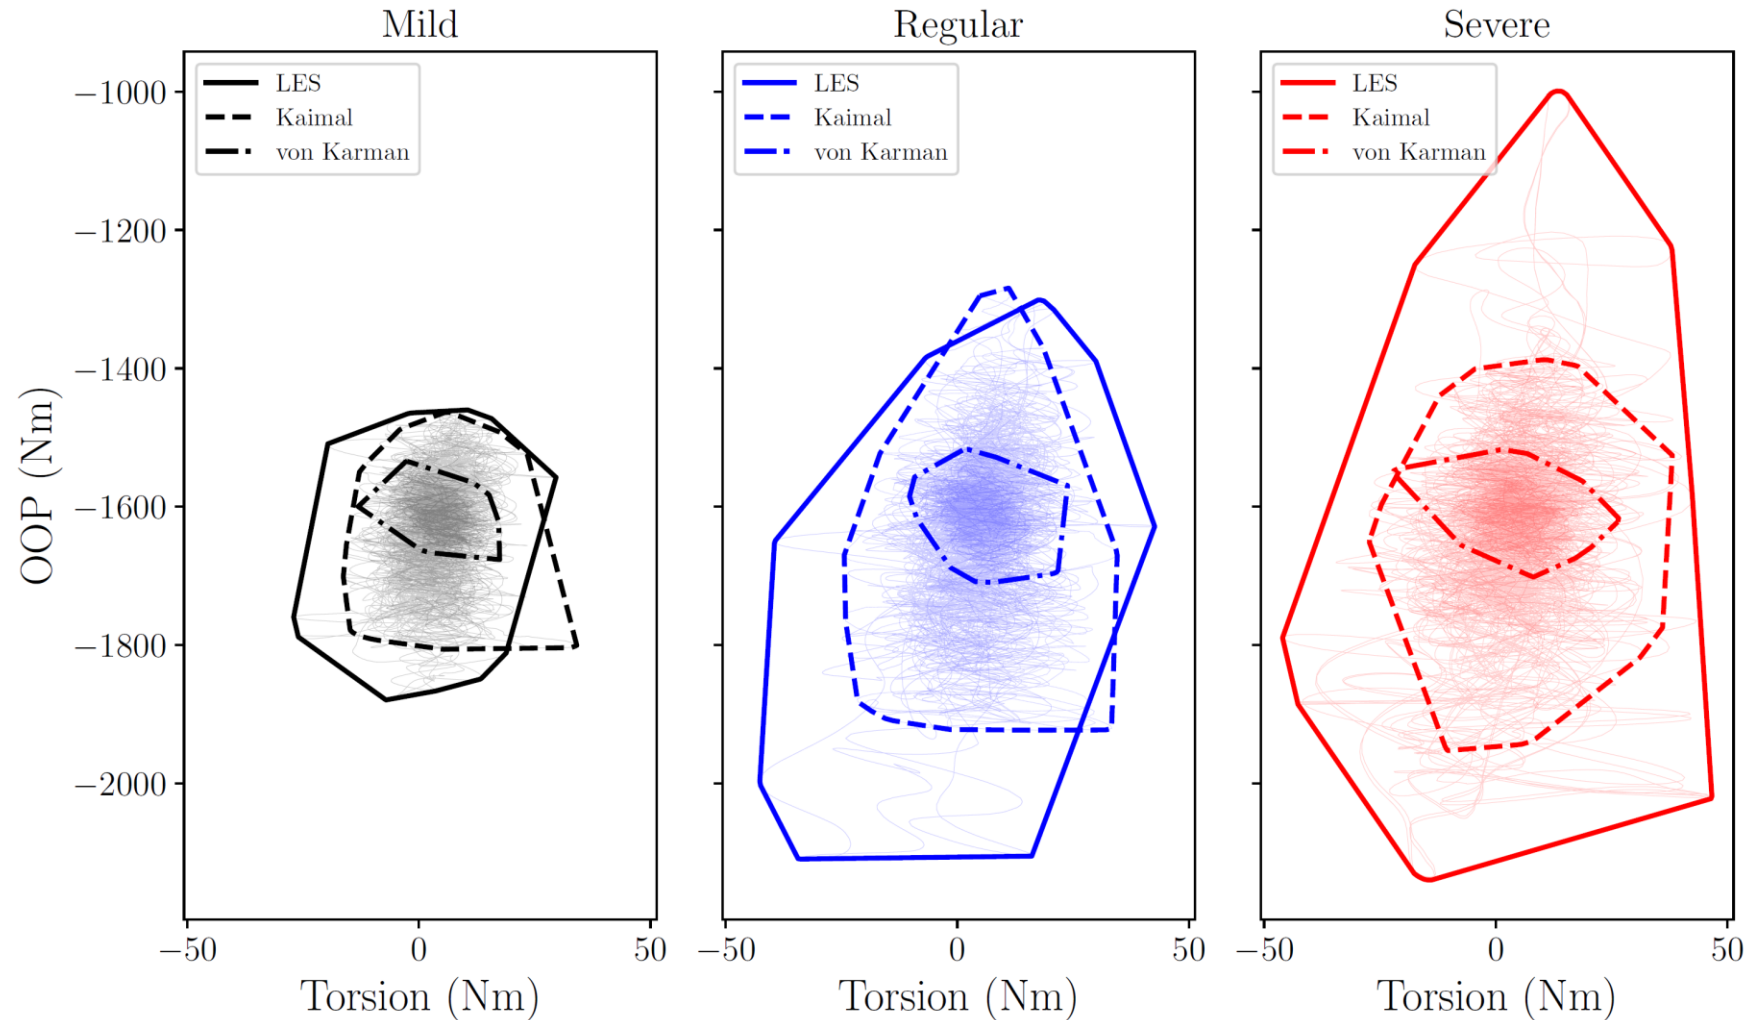 Mild
Regular
Severe
LES
Kaimal
von Karman
LES
Kaimal
von Karman
LES
Kaimal
von Karman
OOP (Nm)
−1000
−1200
−1400
−1600
−1800
−2000
−50
0
50
−50
0
50
−50
0
50
Torsion (Nm)
Torsion (Nm)
Torsion (Nm)